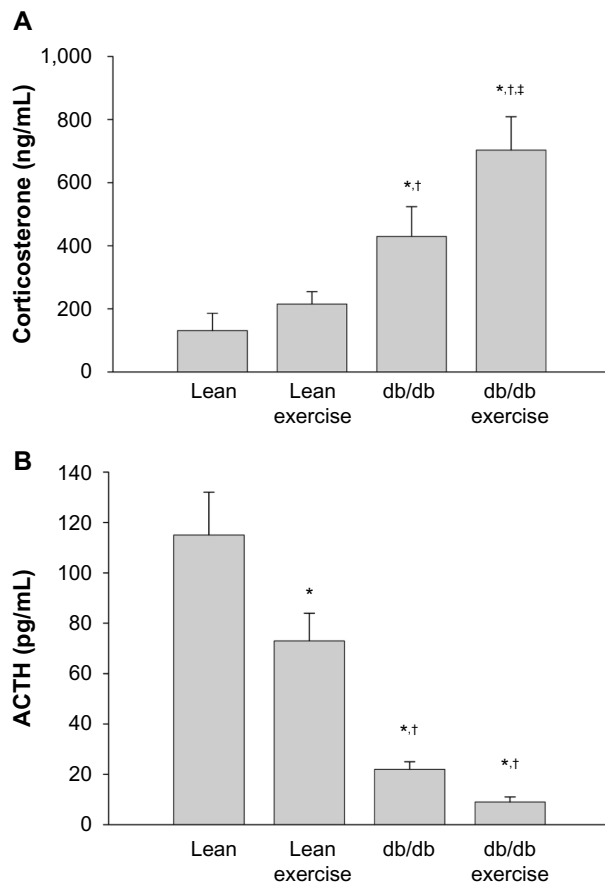 A
Corticosterone (ng/mL)
1,000
800
600
400
200
0
*,†
*,†,‡
Lean
Lean
exercise
db/db
db/db
exercise
B
ACTH (pg/mL)
140
120
100
80
60
40
20
0
*
*,†
*,†
Lean
Lean
exercise
db/db
db/db
exercise